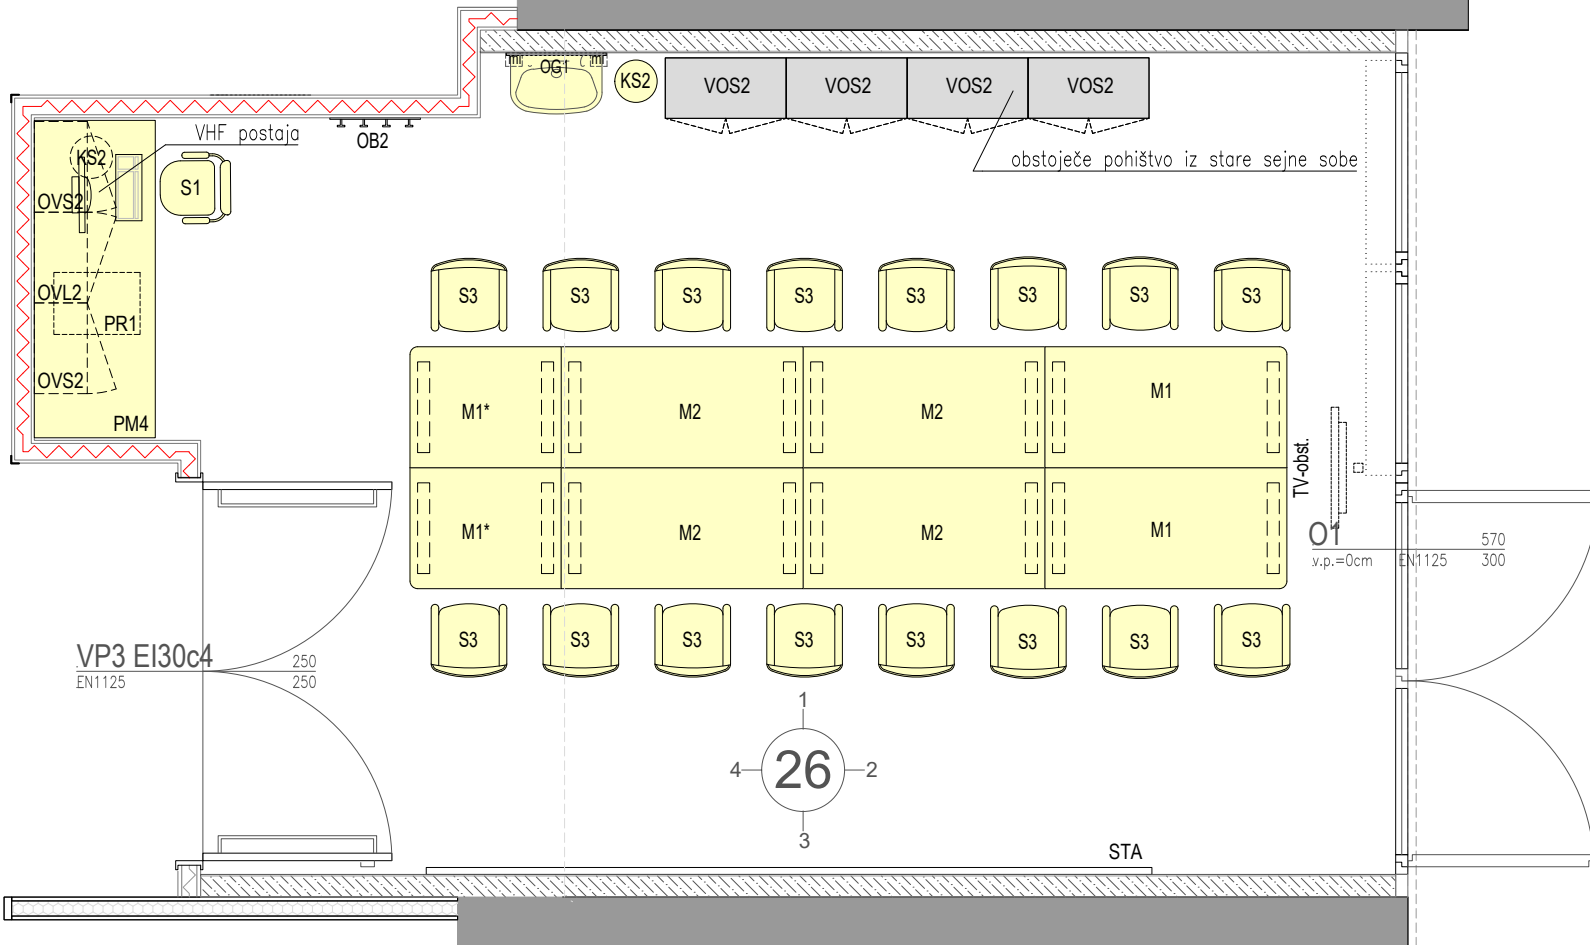 OG1
KS2
VOS2 VOS2 VOS2 VOS2
VHF postaja
OB2
obstoječe pohištvo iz stare sejne sobe
KS2
S1
OVS2
OVL2
PR1
OVS2
PM4
S3 S3 S3 S3 S3 S3 S3 S3
M1* M2 M2 M1
TV-obst.
M1* M2 M2 M1
O1 570
v.p.=0cm EN1125 300
S3 S3 S3 S3 S3 S3 S3 S3
VP3 EI30c4 250
EN1125 250
1
4 26 2
3
STA